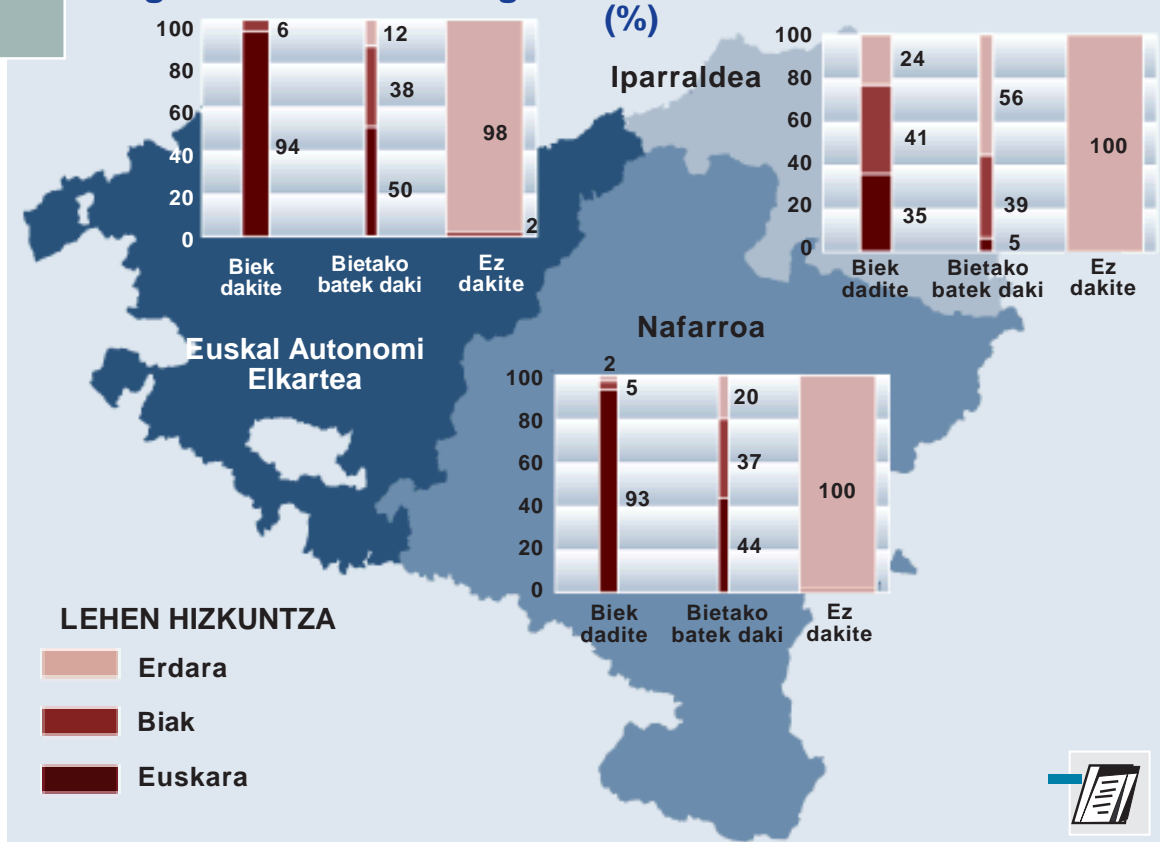 (%)
100
80
60
40
20
0
6
94
12
38
50
98
2
Biek
dakite
Bietako
batek daki
Ez
dakite
Euskal Autonomi
Elkartea
Iparraldea
100
80
60
40
20
0
24
41
35
56
39
5
100
Biek
dadite
Bietako
batek daki
Ez
dakite
Nafarroa
100
80
60
40
20
0
2
5
93
20
37
44
100
Biek
dadite
Bietako
batek daki
Ez
dakite
LEHEN HIZKUNTZA
Erdara
Biak
Euskara